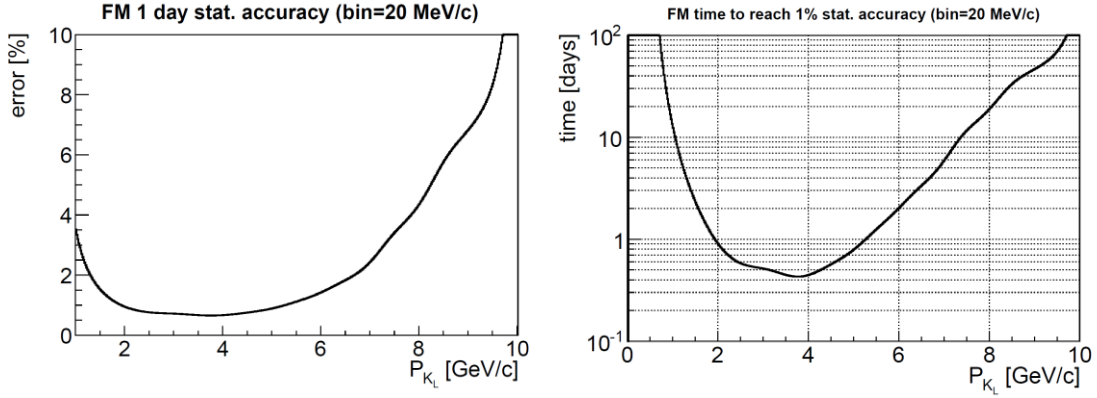 FM 1 day stat. accuracy (bin=20 MeV/c)
error [%]
10
8
6
4
2
0
2 4 6 8 10
P_{K_L} [GeV/c]
FM time to reach 1% stat. accuracy (bin=20 MeV/c)
time [days]
10^2
10
1
10^-1
0 2 4 6 8 10
P_{K_L} [GeV/c]